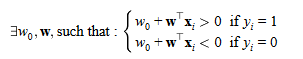 ∃w₀, w, such that : { w₀ + wᵀxᵢ > 0 if yᵢ = 1
w₀ + wᵀxᵢ < 0 if yᵢ = 0